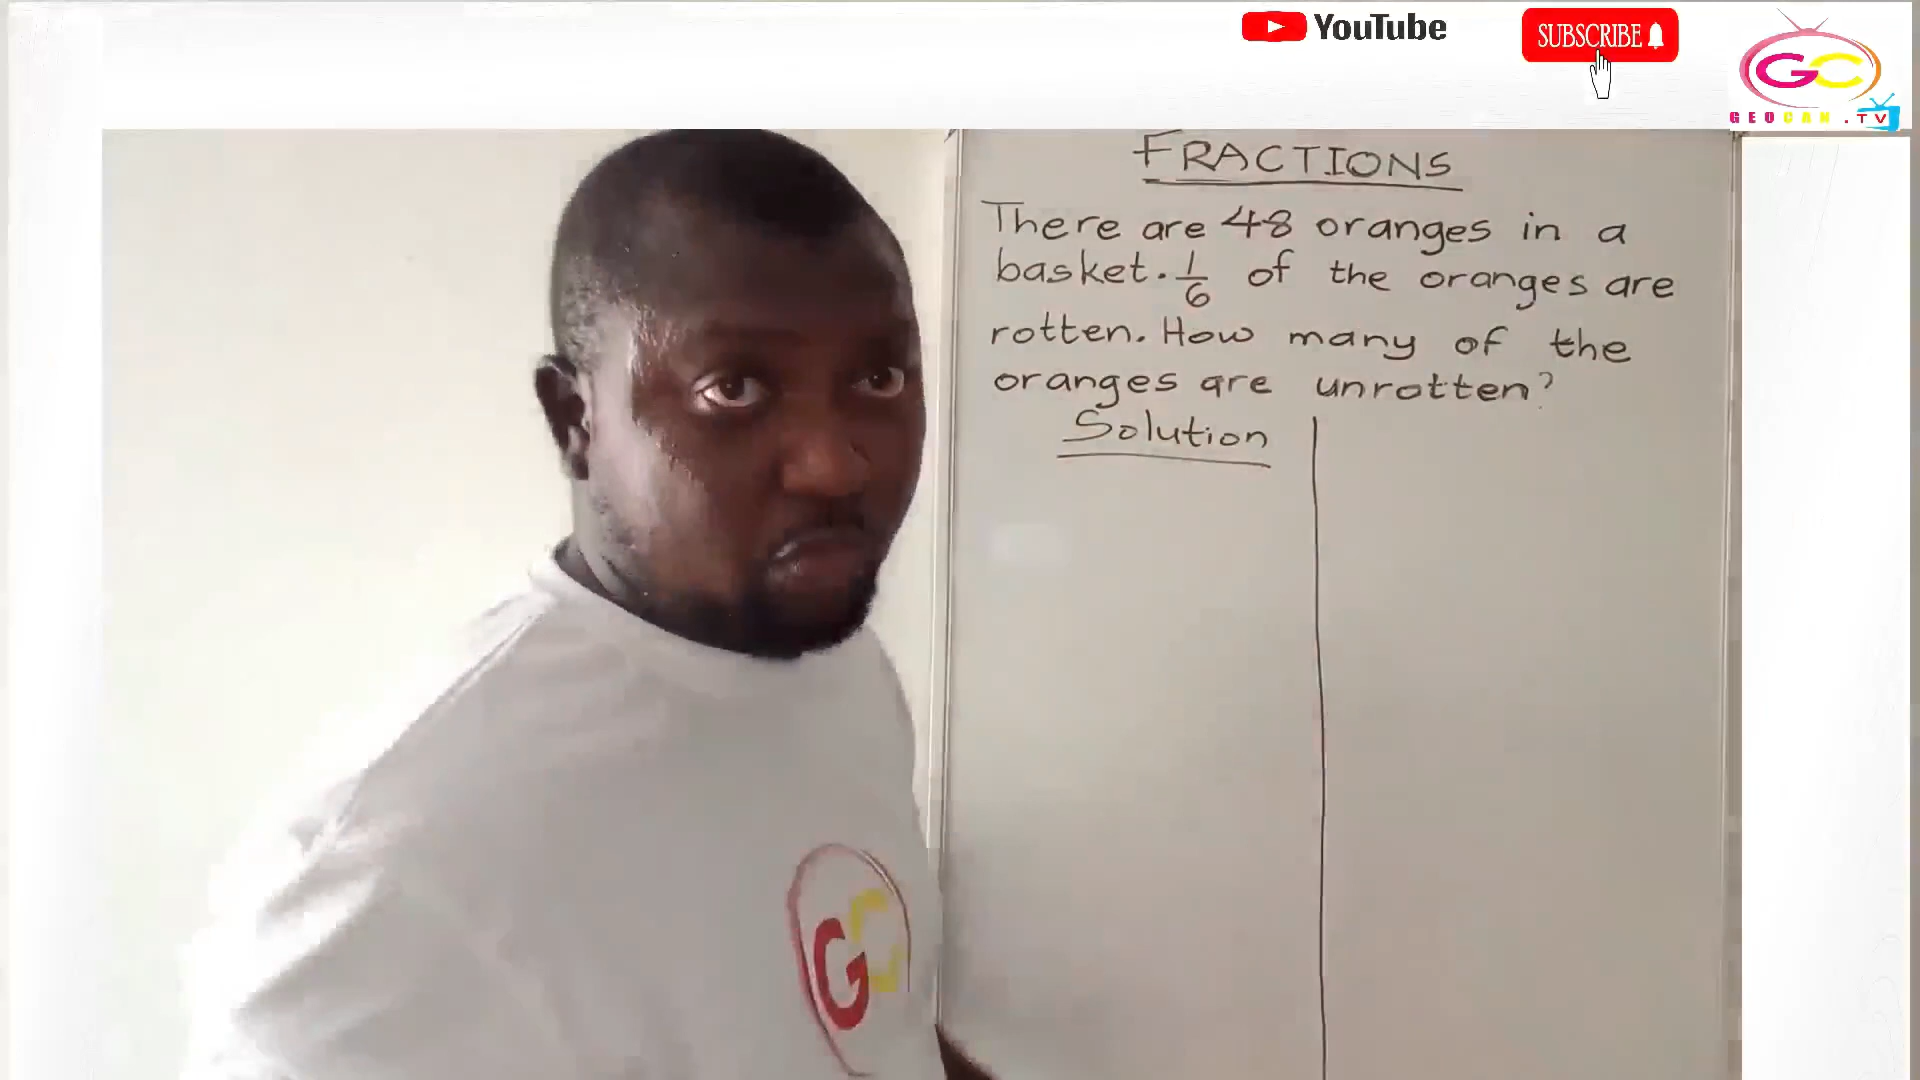 YouTube
SUBSCRIBE
GC
GEOCAN.TV
FRACTIONS
There are 48 oranges in a
basket. 1/6 of the oranges are
rotten. How many of the
oranges are unrotten?
Solution
GC